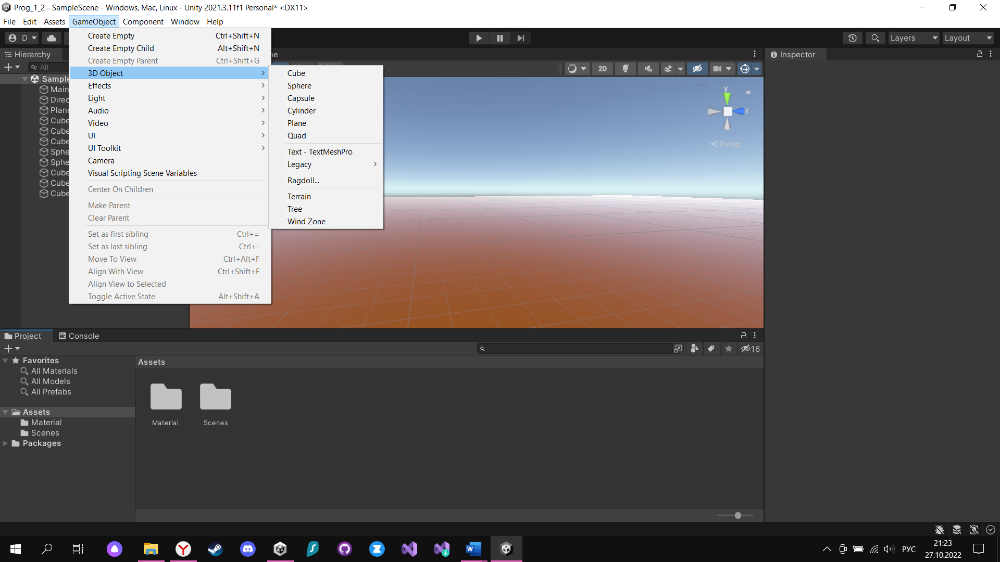 Prog_1_2 - SampleScene - Windows, Mac, Linux - Unity 2021.3.11f1 Personal* <DX11>
File Edit Assets GameObject Component Window Help
D
Layers Layout
Hierarchy
All
Sample
Main
Direc
Plane
Cube
Cube
Cube
Sphe
Sphe
Cube
Cube
Cube
Create Empty Ctrl+Shift+N
Create Empty Child Alt+Shift+N
Create Empty Parent Ctrl+Shift+G
3D Object
Effects
Light
Audio
Video
UI
UI Toolkit
Camera
Visual Scripting Scene Variables
Center On Children
Make Parent
Clear Parent
Set as first sibling Ctrl+=
Set as last sibling Ctrl+-
Move To View Ctrl+Alt+F
Align With View Ctrl+Shift+F
Align View to Selected
Toggle Active State Alt+Shift+A
Cube
Sphere
Capsule
Cylinder
Plane
Quad
Text - TextMeshPro
Legacy
Ragdoll...
Terrain
Tree
Wind Zone
ne
2D
y
z
Persp
Inspector
Project Console
16
Favorites
All Materials
All Models
All Prefabs
Assets
Material
Scenes
Packages
Assets
Material Scenes
РУС
21:23
27.10.2022